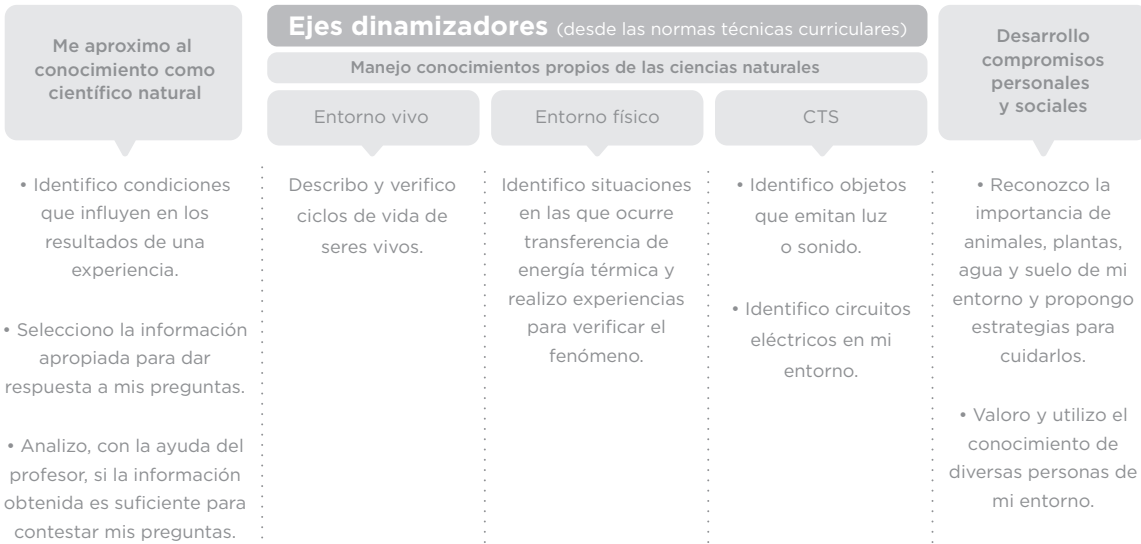 Me aproximo al
conocimiento como
científico natural
Ejes dinamizadores (desde las normas técnicas curriculares)
Manejo conocimientos propios de las ciencias naturales
Entorno vivo
Entorno físico
CTS
Desarrollo
compromisos
personales
y sociales
• Identifico condiciones
que influyen en los
resultados de una
experiencia.
• Selecciono la información
apropiada para dar
respuesta a mis preguntas.
• Analizo, con la ayuda del
profesor, si la información
obtenida es suficiente para
contestar mis preguntas.
Describo y verifico
ciclos de vida de
seres vivos.
Identifico situaciones
en las que ocurre
transferencia de
energía térmica y
realizo experiencias
para verificar el
fenómeno.
• Identifico objetos
que emitan luz
o sonido.
• Identifico circuitos
eléctricos en mi
entorno.
• Reconozco la
importancia de
animales, plantas,
agua y suelo de mi
entorno y propongo
estrategias para
cuidarlos.
• Valoro y utilizo el
conocimiento de
diversas personas de
mi entorno.